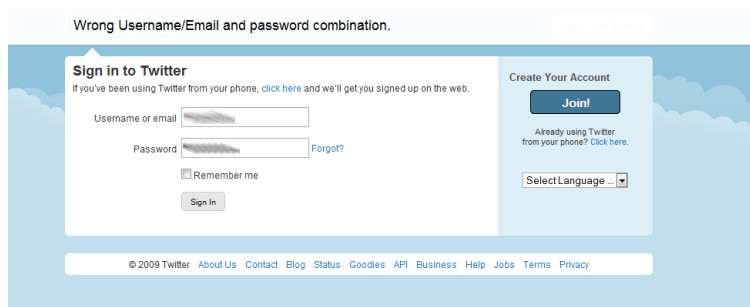 Wrong Username/Email and password combination.
Sign in to Twitter
If you've been using Twitter from your phone, click here and we'll get you signed up on the web.
Username or email
Password
Forgot?
Remember me
Sign In
Create Your Account
Join!
Already using Twitter
from your phone? Click here.
Select Language ...
© 2009 Twitter About Us Contact Blog Status Goodies API Business Help Jobs Terms Privacy